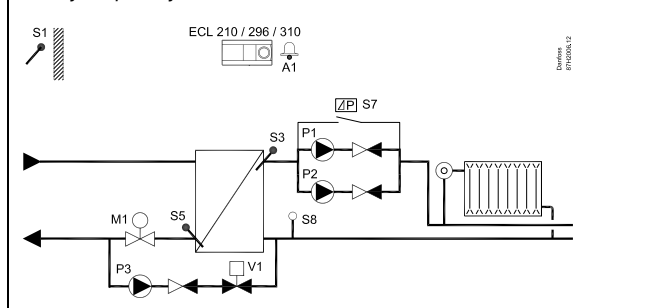 S1
ECL 210 / 296 / 310
A1
Danfoss
87H2006.12
⊿P S7
P1
S3
P2
M1
S5
S8
P3
V1